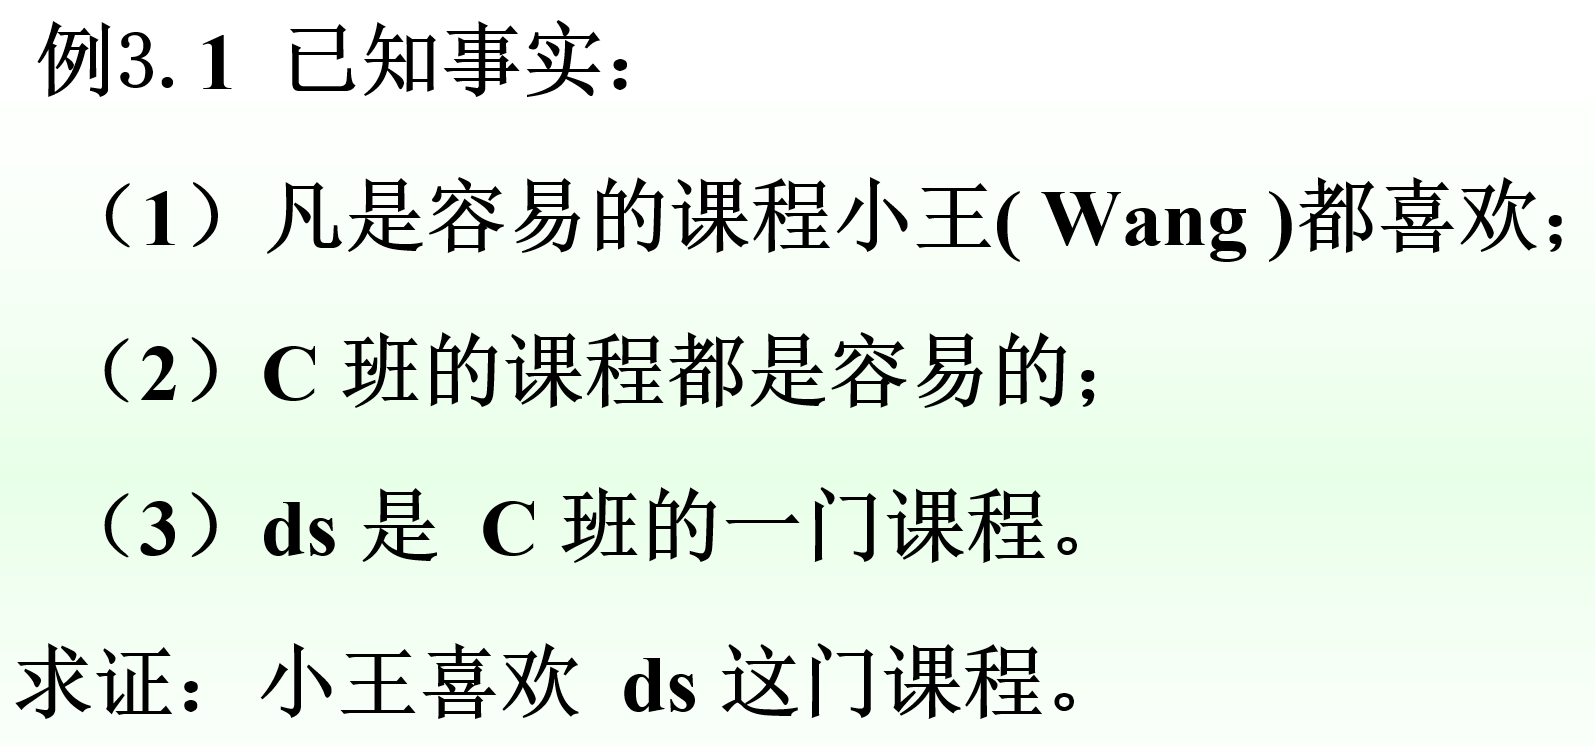 例3.1 已知事实：
（1）凡是容易的课程小王( Wang )都喜欢；
（2）C 班的课程都是容易的；
（3）ds 是 C 班的一门课程。
求证：小王喜欢 ds 这门课程。